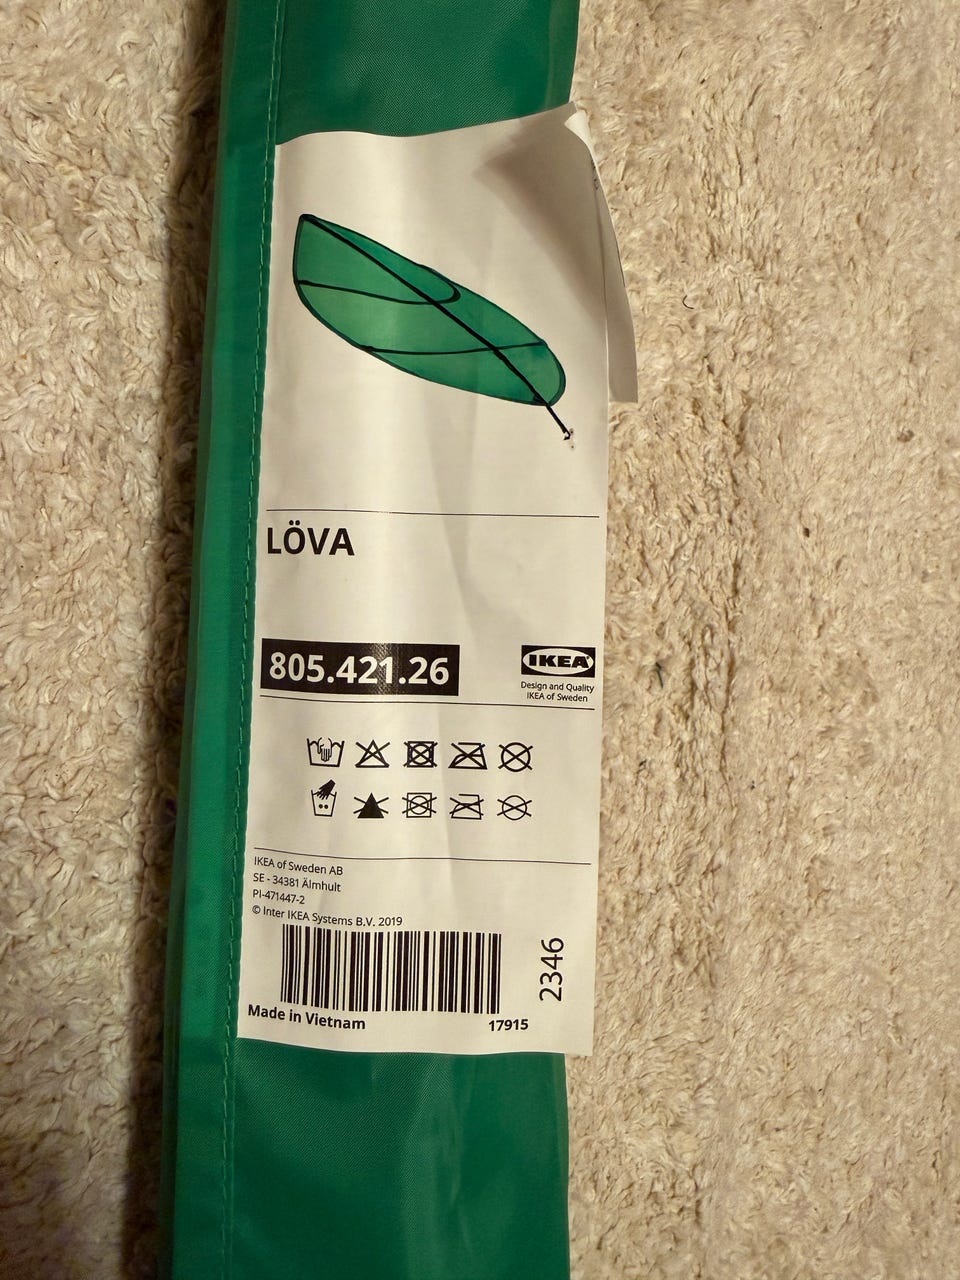 LÖVA
805.421.26
IKEA
Design and Quality
IKEA of Sweden
IKEA of Sweden AB
SE - 34381 Älmhult
PI-471447-2
© Inter IKEA Systems B.V. 2019
2346
Made in Vietnam
17915